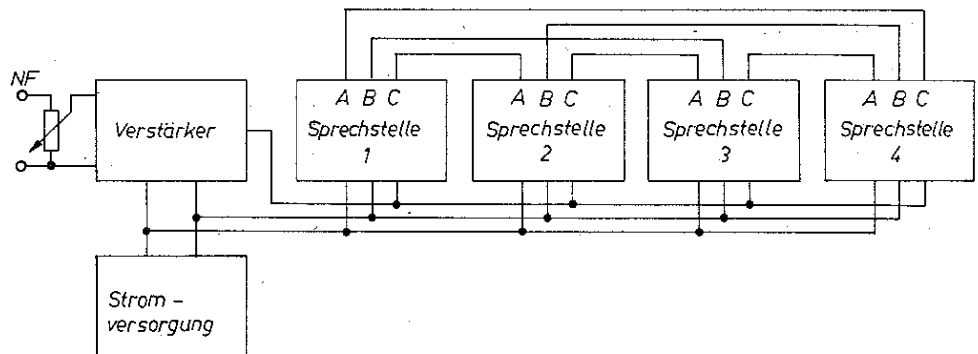 NF
Verstärker
A B C
Sprechstelle
1
A B C
Sprechstelle
2
A B C
Sprechstelle
3
A B C
Sprechstelle
4
Strom -
versorgung